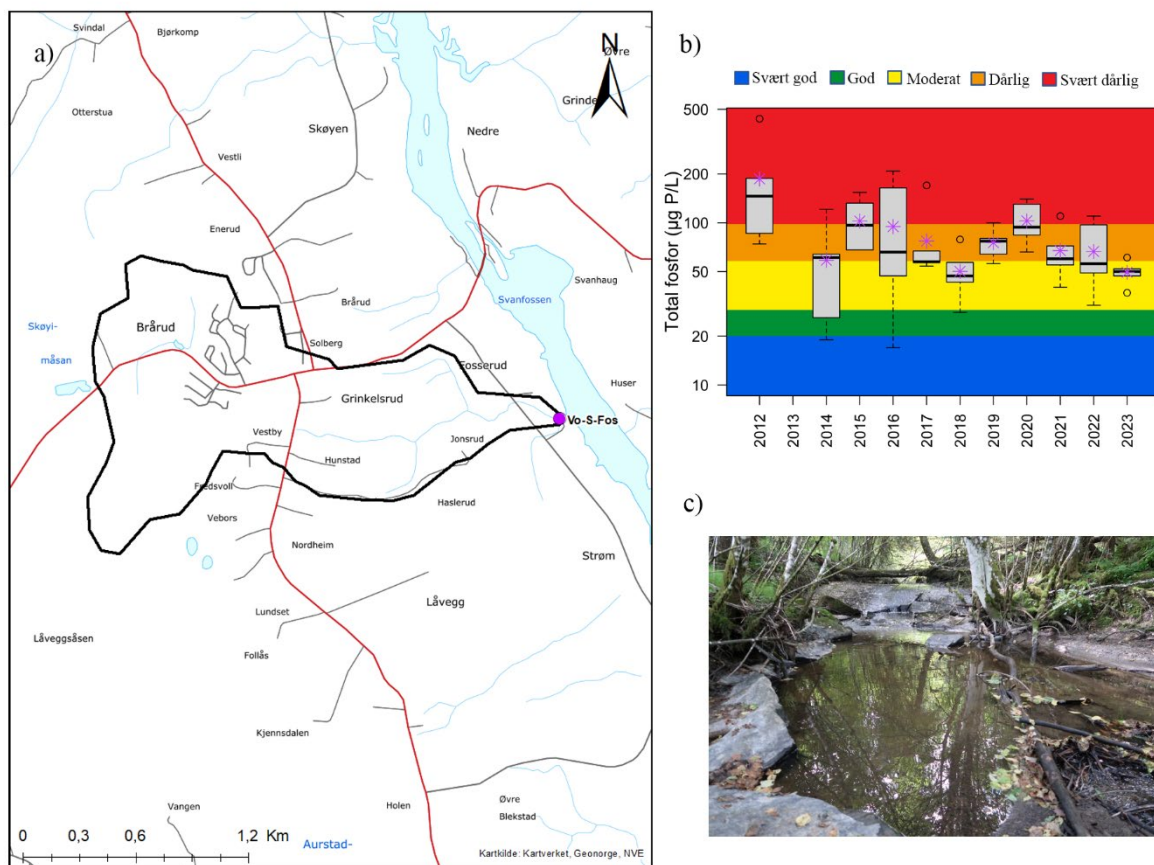 a)
Svindal
Bjørkomp
N
Øvre
Otterstua
Grinde
Skøyen
Nedre
Vestli
Enerud
Svanhaug
Brårud
Svanfossen
Skøyi-
måsan
Brårud
Solberg
Fosserud
Huser
Grinkelsrud
Vo-S-Fos
Vestby
Jonsrud
Hunstad
Fredsvoll
Haslerud
Vebors
Nordheim
Strøm
Lundset
Låvegg
Låveggsåsen
Follås
Kjennsdalen
Vangen
Holen
Øvre
Blekstad
0 0,3 0,6 1,2 Km
Aurstad-
Kartkilde: Kartverket, Geonorge, NVE
b)
Svært god God Moderat Dårlig Svært dårlig
Total fosfor (µg P/L)
500
200
100
50
20
10
2012 2013 2014 2015 2016 2017 2018 2019 2020 2021 2022 2023
c)